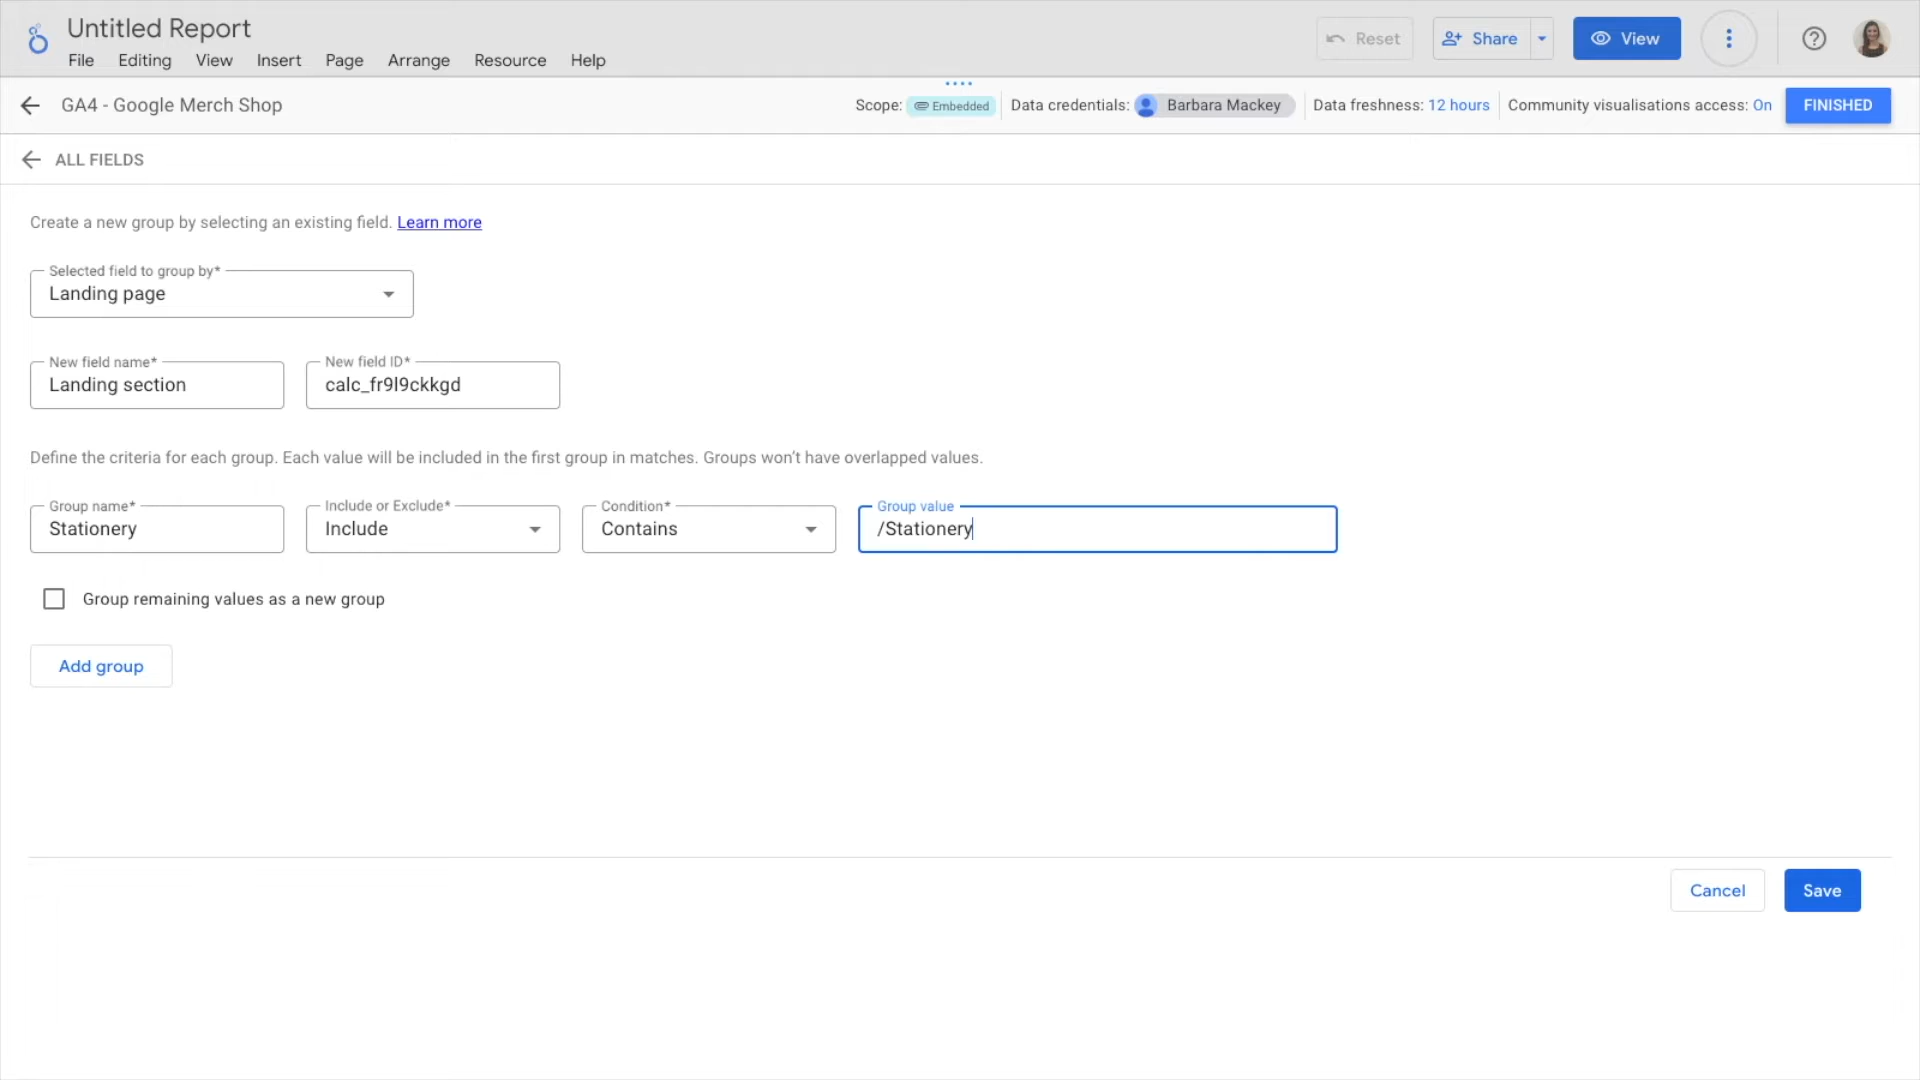 Untitled Report
File Editing View Insert Page Arrange Resource Help
Reset Share View
GA4 - Google Merch Shop
Scope: Embedded Data credentials: Barbara Mackey Data freshness: 12 hours Community visualisations access: On FINISHED
ALL FIELDS
Create a new group by selecting an existing field. Learn more
Selected field to group by*
Landing page
New field name* New field ID*
Landing section calc_fr9l9ckkgd
Define the criteria for each group. Each value will be included in the first group in matches. Groups won't have overlapped values.
Group name* Include or Exclude* Condition* Group value
Stationery Include Contains /Stationery
Group remaining values as a new group
Add group
Cancel Save